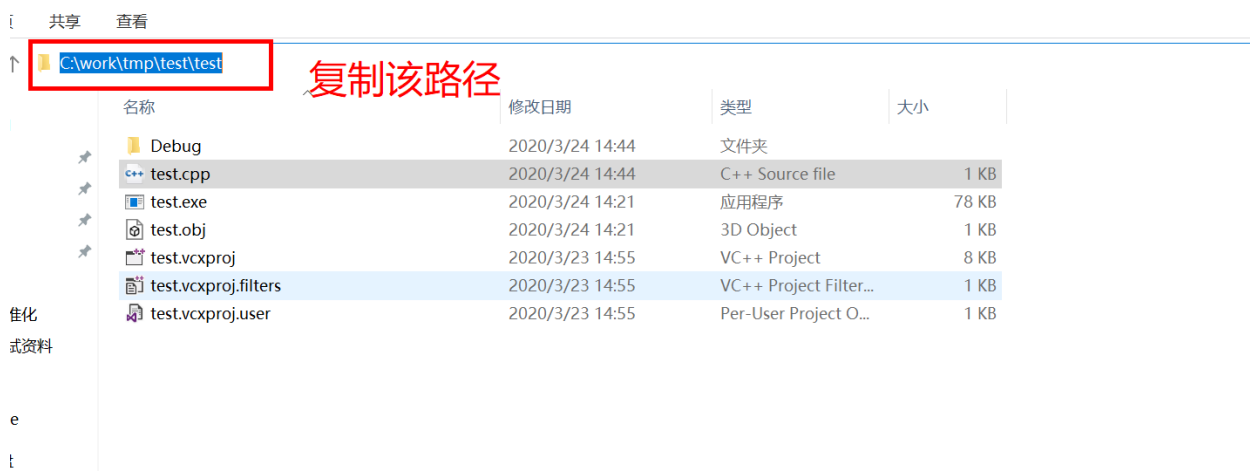 共享 查看
C:\work\tmp\test\test
复制该路径
名称 修改日期 类型 大小
Debug 2020/3/24 14:44 文件夹
test.cpp 2020/3/24 14:44 C++ Source file 1 KB
test.exe 2020/3/24 14:21 应用程序 78 KB
test.obj 2020/3/24 14:21 3D Object 1 KB
test.vcxproj 2020/3/23 14:55 VC++ Project 8 KB
test.vcxproj.filters 2020/3/23 14:55 VC++ Project Filter... 1 KB
test.vcxproj.user 2020/3/23 14:55 Per-User Project O... 1 KB
准化
试资料
e